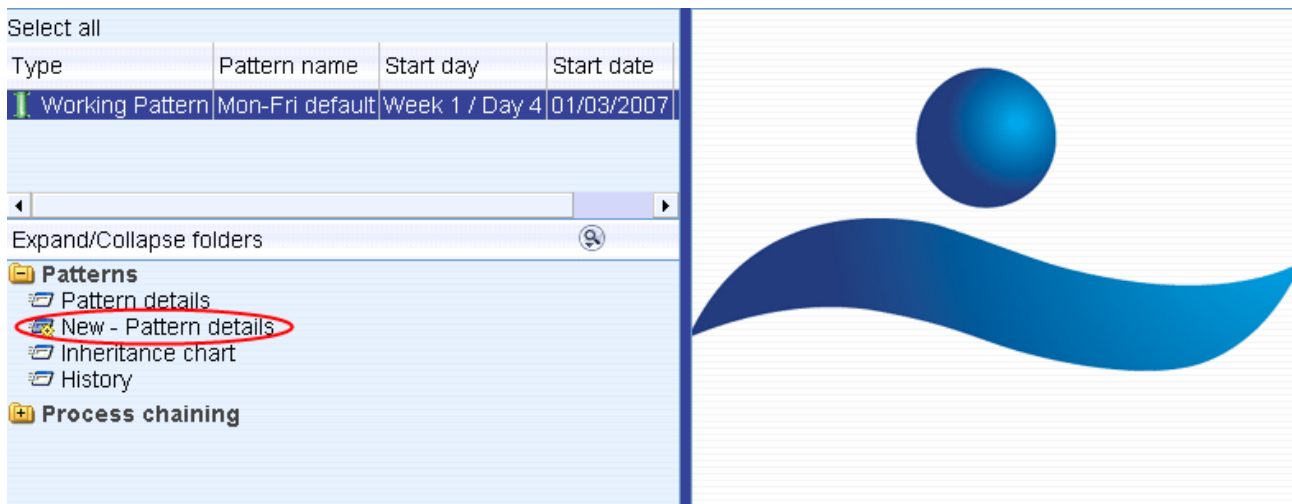 Select all
Type Pattern name Start day Start date
Working Pattern Mon-Fri default Week 1 / Day 4 01/03/2007
Expand/Collapse folders
Patterns
Pattern details
New - Pattern details
Inheritance chart
History
Process chaining